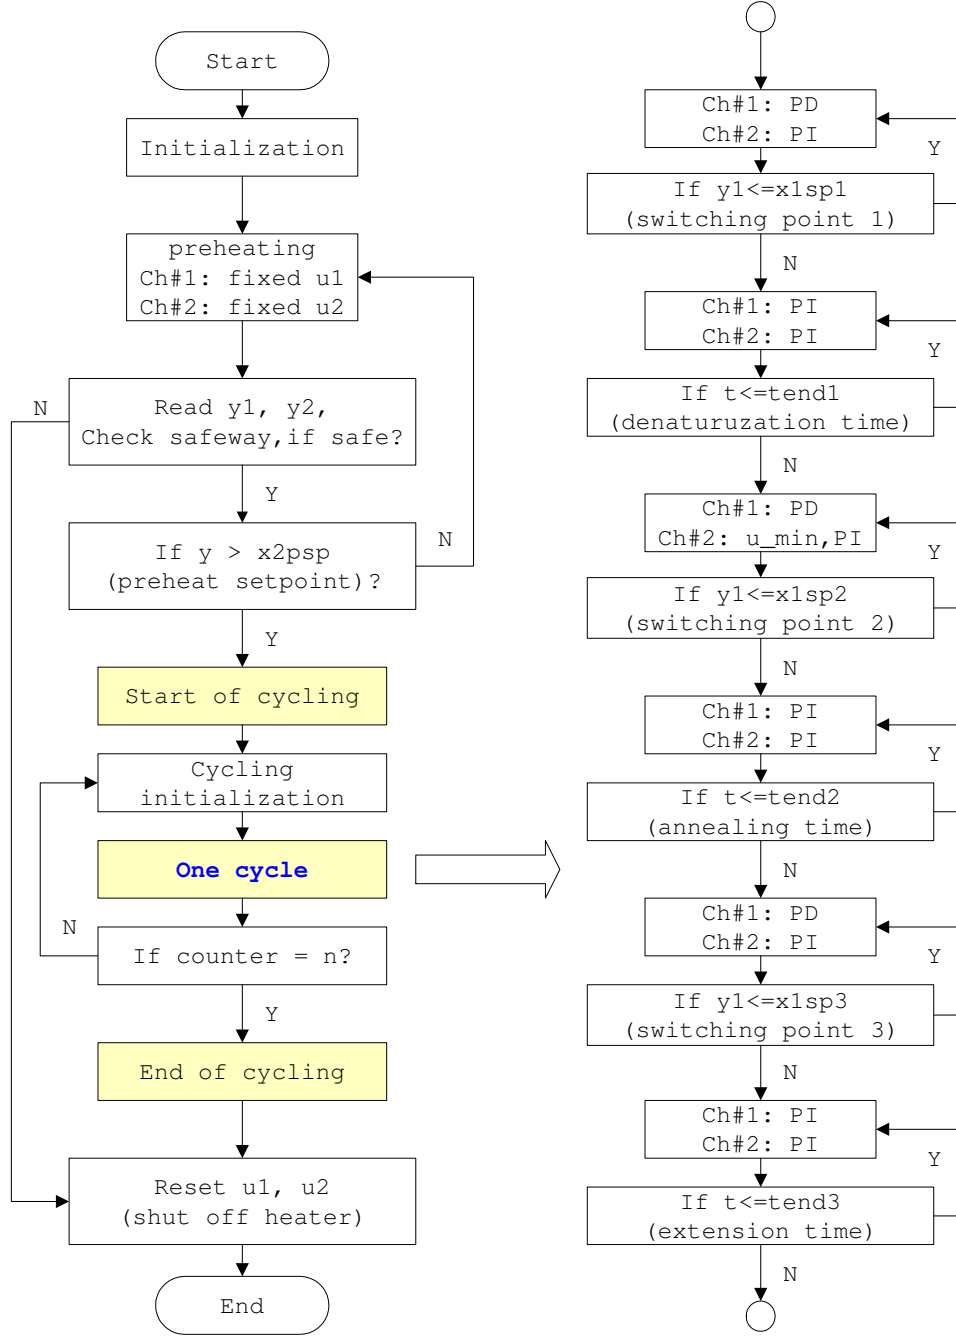 Start
Initialization
preheating
Ch#1: fixed u1
Ch#2: fixed u2
N
Read y1, y2,
Check safeway,if safe?
Y
If y > x2psp
(preheat setpoint)?
N
Y
Start of cycling
Cycling
initialization
One cycle
N
If counter = n?
Y
End of cycling
Reset u1, u2
(shut off heater)
End
Ch#1: PD
Ch#2: PI
Y
If y1<=x1sp1
(switching point 1)
N
Ch#1: PI
Ch#2: PI
Y
If t<=tend1
(denaturuzation time)
N
Ch#1: PD
Ch#2: u_min,PI
Y
If y1<=x1sp2
(switching point 2)
N
Ch#1: PI
Ch#2: PI
Y
If t<=tend2
(annealing time)
N
Ch#1: PD
Ch#2: PI
Y
If y1<=x1sp3
(switching point 3)
N
Ch#1: PI
Ch#2: PI
Y
If t<=tend3
(extension time)
N